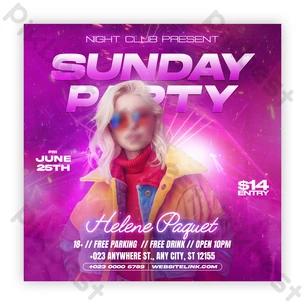 NIGHT CLUB PRESENT
SUNDAY
PARTY
JUNE
25TH
$14
ENTRY
Helene Paquet
18+ // FREE PARKING // FREE DRINK // OPEN 10PM
+023 ANYWHERE ST., ANY CITY, ST 12155
+023 0000 6789
WEBSITELINK.COM